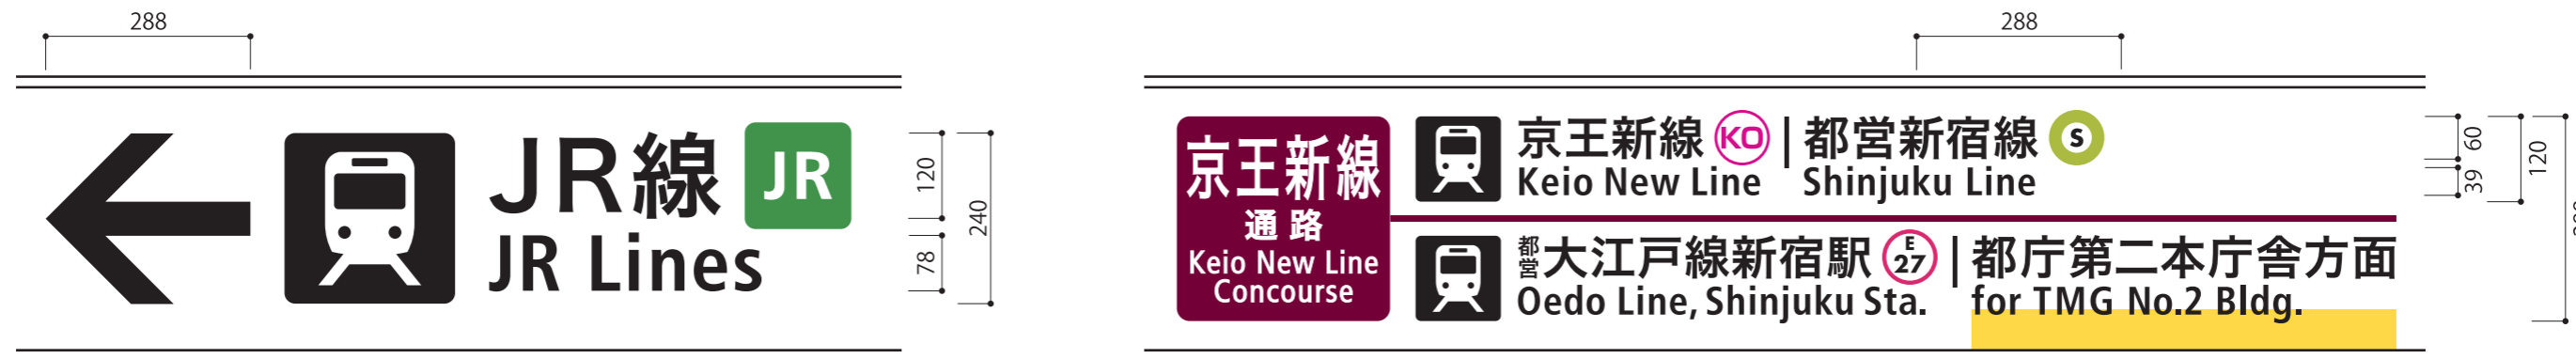 288
JR線 JR
JR Lines
120
78
240
288
京王新線
通路
Keio New Line
Concourse
京王新線 KO | 都営新宿線 S
Keio New Line Shinjuku Line
都営大江戸線新宿駅 E27 | 都庁第二本庁舎方面
Oedo Line, Shinjuku Sta. for TMG No.2 Bldg.
60
39
120